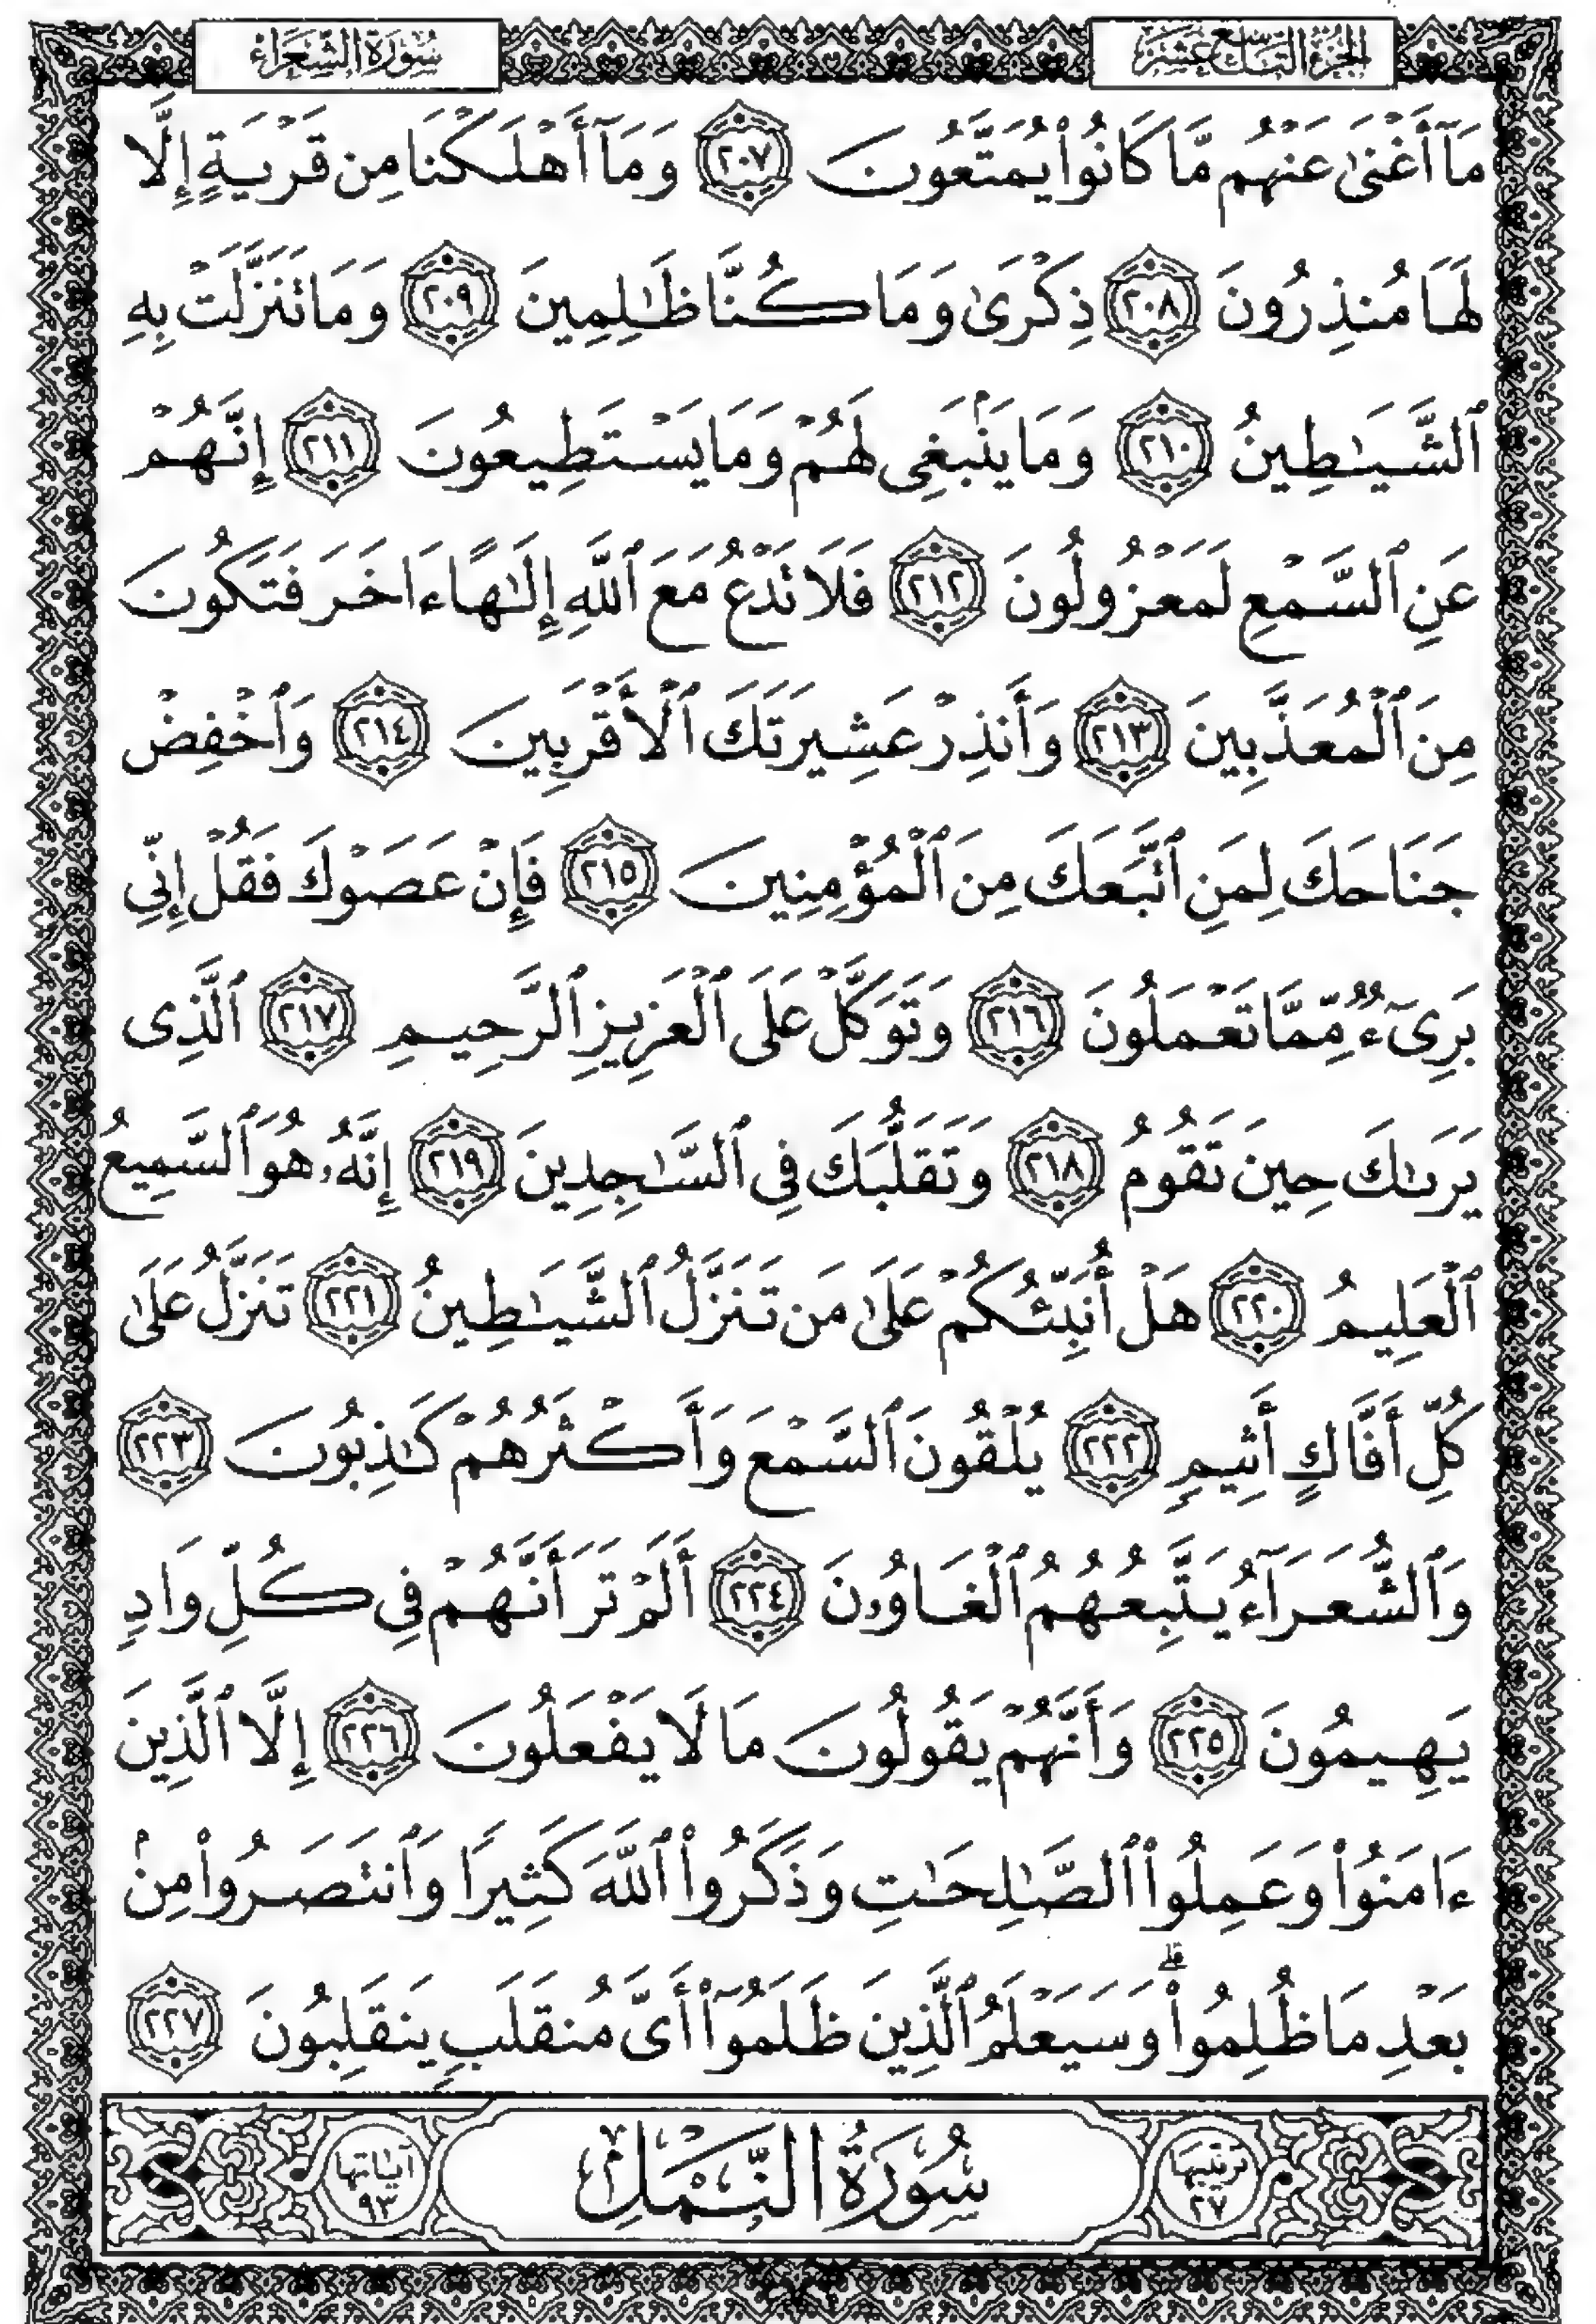 الجزء التاسع عشر
سورة الشعراء
مَآ أَغْنَىٰ عَنْهُم مَّا كَانُوا۟ يُمَتَّعُونَ ٢٠٧ وَمَآ أَهْلَكْنَا مِن قَرْيَةٍ إِلَّا
لَهَا مُنذِرُونَ ٢٠٨ ذِكْرَىٰ وَمَا كُنَّا ظَـٰلِمِينَ ٢٠٩ وَمَا تَنَزَّلَتْ بِهِ
ٱلشَّيَـٰطِينُ ٢١٠ وَمَا يَنۢبَغِى لَهُمْ وَمَا يَسْتَطِيعُونَ ٢١١ إِنَّهُمْ
عَنِ ٱلسَّمْعِ لَمَعْزُولُونَ ٢١٢ فَلَا تَدْعُ مَعَ ٱللَّهِ إِلَـٰهًا ءَاخَرَ فَتَكُونَ
مِنَ ٱلْمُعَذَّبِينَ ٢١٣ وَأَنذِرْ عَشِيرَتَكَ ٱلْأَقْرَبِينَ ٢١٤ وَٱخْفِضْ
جَنَاحَكَ لِمَنِ ٱتَّبَعَكَ مِنَ ٱلْمُؤْمِنِينَ ٢١٥ فَإِنْ عَصَوْكَ فَقُلْ إِنِّى
بَرِىٓءٌ مِّمَّا تَعْمَلُونَ ٢١٦ وَتَوَكَّلْ عَلَى ٱلْعَزِيزِ ٱلرَّحِيمِ ٢١٧ ٱلَّذِى
يَرَىٰكَ حِينَ تَقُومُ ٢١٨ وَتَقَلُّبَكَ فِى ٱلسَّـٰجِدِينَ ٢١٩ إِنَّهُۥ هُوَ ٱلسَّمِيعُ
ٱلْعَلِيمُ ٢٢٠ هَلْ أُنَبِّئُكُمْ عَلَىٰ مَن تَنَزَّلُ ٱلشَّيَـٰطِينُ ٢٢١ تَنَزَّلُ عَلَىٰ
كُلِّ أَفَّاكٍ أَثِيمٍ ٢٢٢ يُلْقُونَ ٱلسَّمْعَ وَأَكْثَرُهُمْ كَـٰذِبُونَ ٢٢٣
وَٱلشُّعَرَآءُ يَتَّبِعُهُمُ ٱلْغَاوُۥنَ ٢٢٤ أَلَمْ تَرَ أَنَّهُمْ فِى كُلِّ وَادٍ
يَهِيمُونَ ٢٢٥ وَأَنَّهُمْ يَقُولُونَ مَا لَا يَفْعَلُونَ ٢٢٦ إِلَّا ٱلَّذِينَ
ءَامَنُوا۟ وَعَمِلُوا۟ ٱلصَّـٰلِحَـٰتِ وَذَكَرُوا۟ ٱللَّهَ كَثِيرًا وَٱنتَصَرُوا۟ مِنۢ
بَعْدِ مَا ظُلِمُوا۟ ۗ وَسَيَعْلَمُ ٱلَّذِينَ ظَلَمُوٓا۟ أَىَّ مُنقَلَبٍ يَنقَلِبُونَ ٢٢٧
ترتيبها ٢٧
سُورَةُ النَّمْلِ
آياتها ٩٣